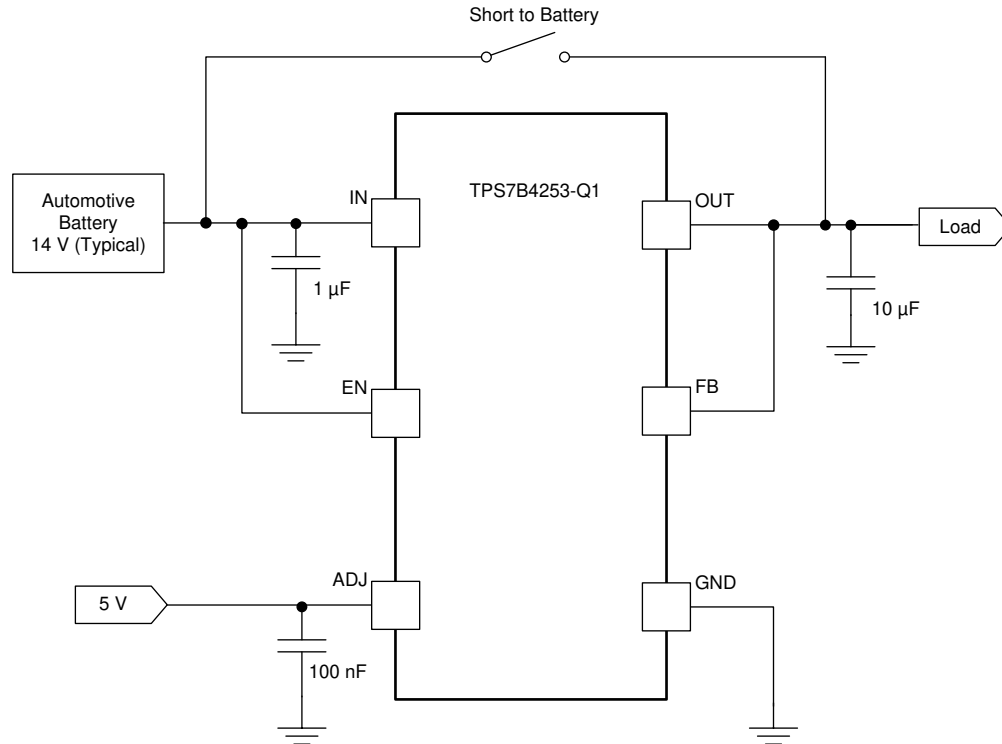 Short to Battery
Automotive
Battery
14 V (Typical)
IN
TPS7B4253-Q1
OUT
Load
1 µF
10 µF
EN
FB
ADJ
GND
5 V
100 nF